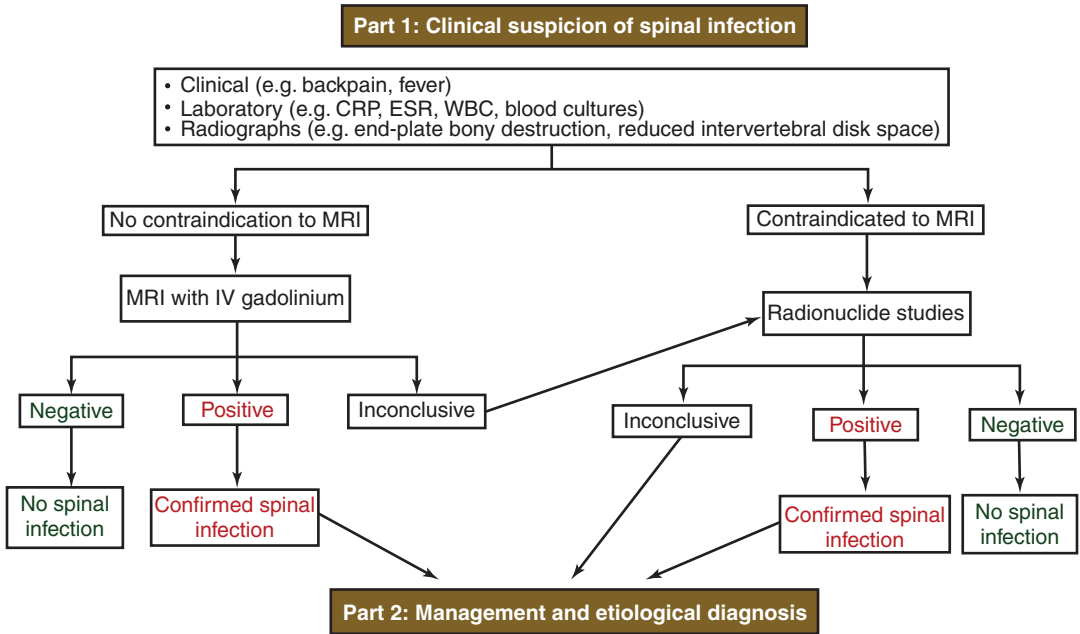 Part 1: Clinical suspicion of spinal infection
• Clinical (e.g. backpain, fever)
• Laboratory (e.g. CRP, ESR, WBC, blood cultures)
• Radiographs (e.g. end-plate bony destruction, reduced intervertebral disk space)
No contraindication to MRI
Contraindicated to MRI
MRI with IV gadolinium
Radionuclide studies
Negative
Positive
Inconclusive
Inconclusive
Positive
Negative
No spinal
infection
Confirmed spinal
infection
Confirmed spinal
infection
No spinal
infection
Part 2: Management and etiological diagnosis